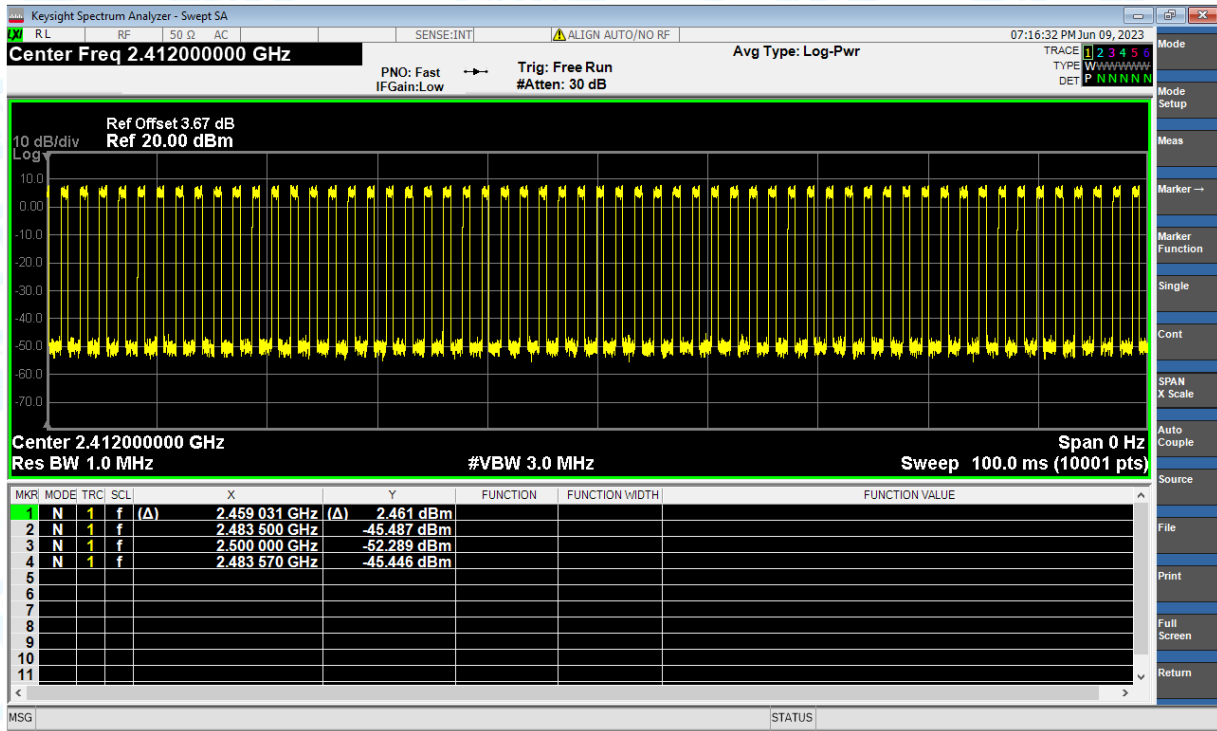 Keysight Spectrum Analyzer - Swept SA
LXI RL RF 50 Ω AC SENSE:INT ALIGN AUTO/NO RF 07:16:32 PM Jun 09, 2023
Center Freq 2.412000000 GHz
Avg Type: Log-Pwr
TRACE 1 2 3 4 5 6
TYPE WWWWWW
DET P N N N N N
PNO: Fast
IFGain:Low
Trig: Free Run
#Atten: 30 dB
Ref Offset 3.67 dB
10 dB/div Ref 20.00 dBm
Log
10.0
0.00
-10.0
-20.0
-30.0
-40.0
-50.0
-60.0
-70.0
Center 2.412000000 GHz Span 0 Hz
Res BW 1.0 MHz #VBW 3.0 MHz Sweep 100.0 ms (10001 pts)
MKR MODE TRC SCL X Y FUNCTION FUNCTION WIDTH FUNCTION VALUE
1 N 1 f (Δ) 2.459 031 GHz (Δ) 2.461 dBm
2 N 1 f 2.483 500 GHz -45.487 dBm
3 N 1 f 2.500 000 GHz -52.289 dBm
4 N 1 f 2.483 570 GHz -45.446 dBm
5
6
7
8
9
10
11
MSG STATUS
Mode
Mode
Setup
Meas
Marker →
Marker
Function
Single
Cont
SPAN
X Scale
Auto
Couple
Source
File
Print
Full
Screen
Return